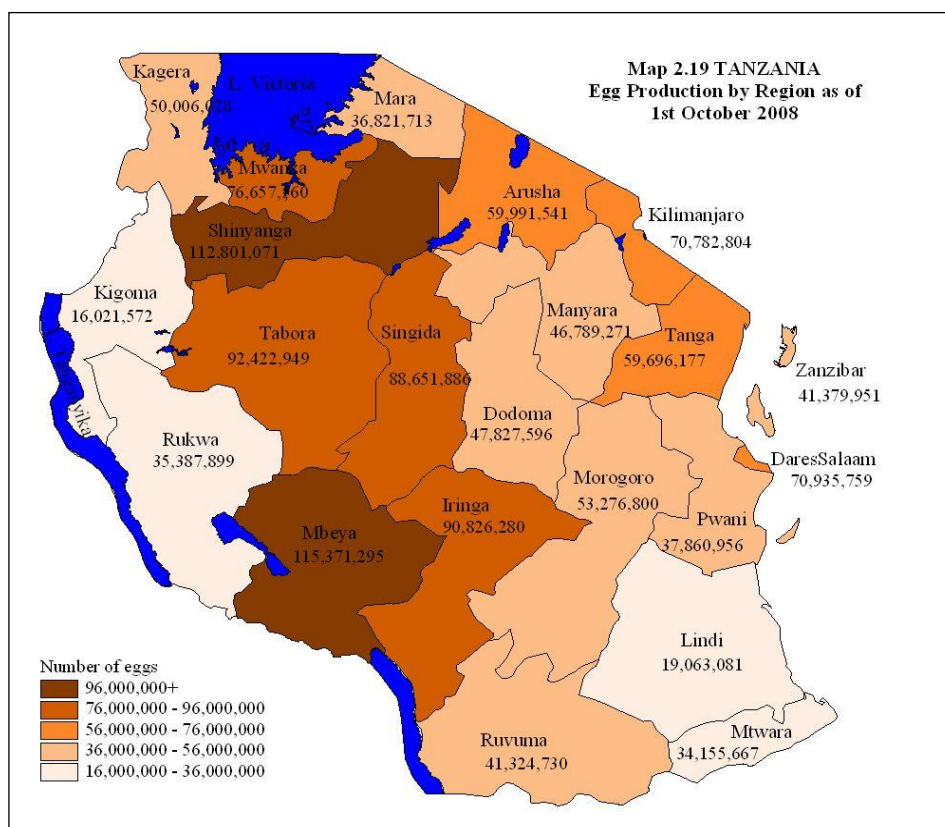 Map 2.19 TANZANIA
Egg Production by Region as of
1st October 2008
Kagera
50,006,028
L. Victoria
Mara
36,821,713
Mwanza
76,657,360
Arusha
59,991,541
Kilimanjaro
70,782,804
Shinyanga
112,801,071
Kigoma
16,021,572
Tabora
92,422,949
Singida
88,651,886
Manyara
46,789,271
Tanga
59,696,177
Zanzibar
41,379,951
Dodoma
47,827,596
Rukwa
35,387,899
DaresSalaam
70,935,759
Morogoro
53,276,800
Iringa
90,826,280
Pwani
37,860,956
Mbeya
115,371,295
Lindi
19,063,081
Mtwara
34,155,667
Ruvuma
41,324,730
Number of eggs
96,000,000+
76,000,000 - 96,000,000
56,000,000 - 76,000,000
36,000,000 - 56,000,000
16,000,000 - 36,000,000